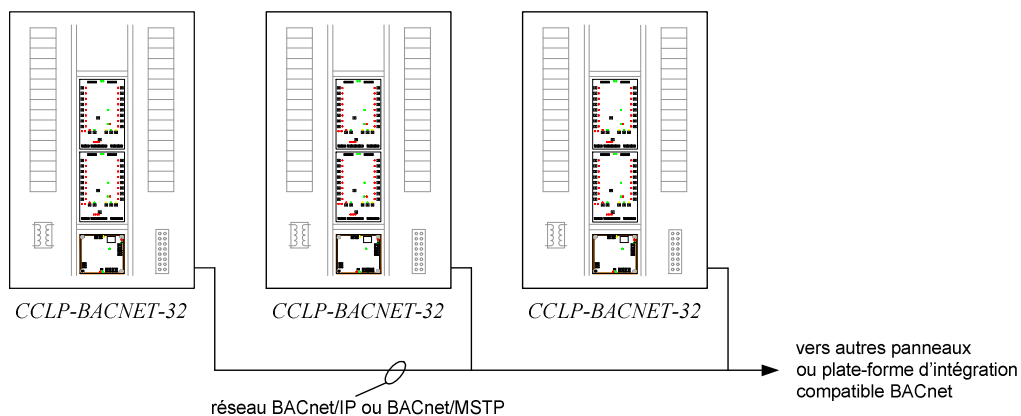 CCLP-BACNET-32
CCLP-BACNET-32
CCLP-BACNET-32
vers autres panneaux
ou plate-forme d'intégration
compatible BACnet
réseau BACnet/IP ou BACnet/MSTP